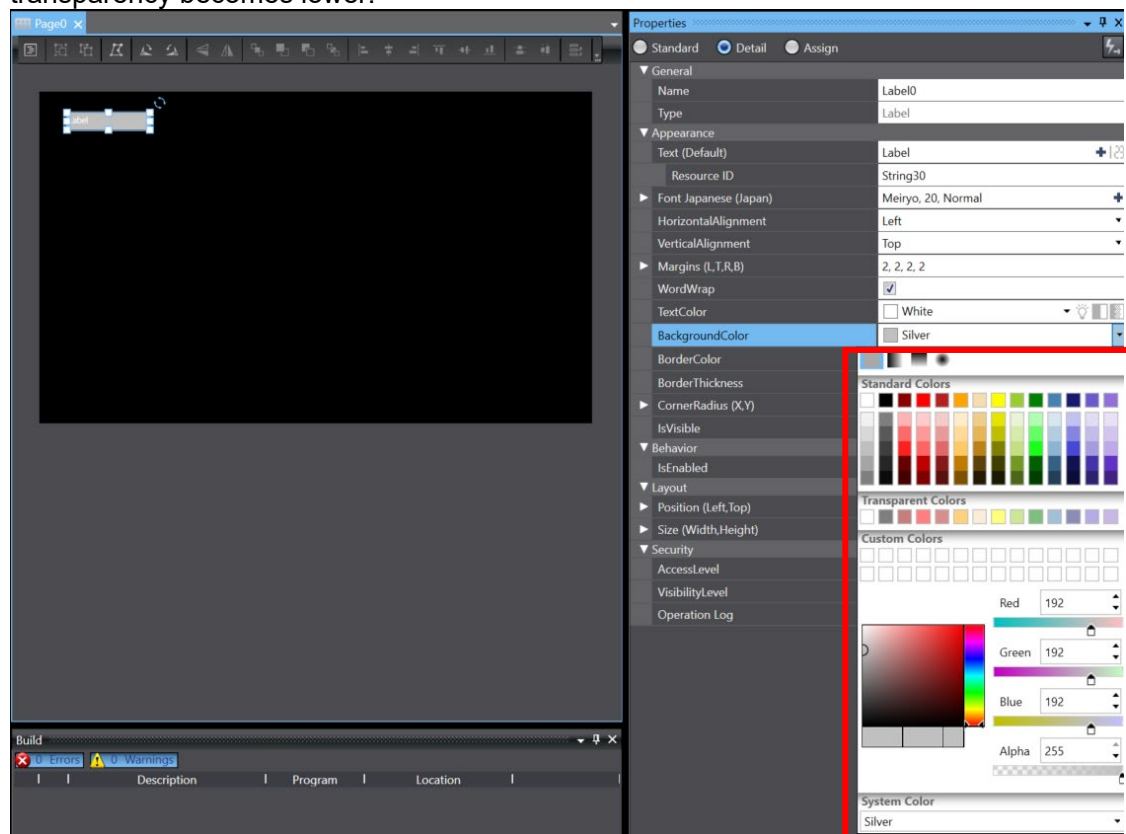 transparency becomes lower.
Page0
Properties
Standard Detail Assign
General
Name Label0
Type Label
Appearance
Text (Default) Label
Resource ID String30
Font Japanese (Japan) Meiryo, 20, Normal
HorizontalAlignment Left
VerticalAlignment Top
Margins (L,T,R,B) 2, 2, 2, 2
WordWrap
TextColor White
BackgroundColor Silver
BorderColor
BorderThickness
CornerRadius (X,Y)
IsVisible
Behavior
IsEnabled
Layout
Position (Left,Top)
Size (Width,Height)
Security
AccessLevel
VisibilityLevel
Operation Log
Standard Colors
Transparent Colors
Custom Colors
Red 192
Green 192
Blue 192
Alpha 255
System Color
Silver
abel
Build
0 Errors 0 Warnings
Description Program Location